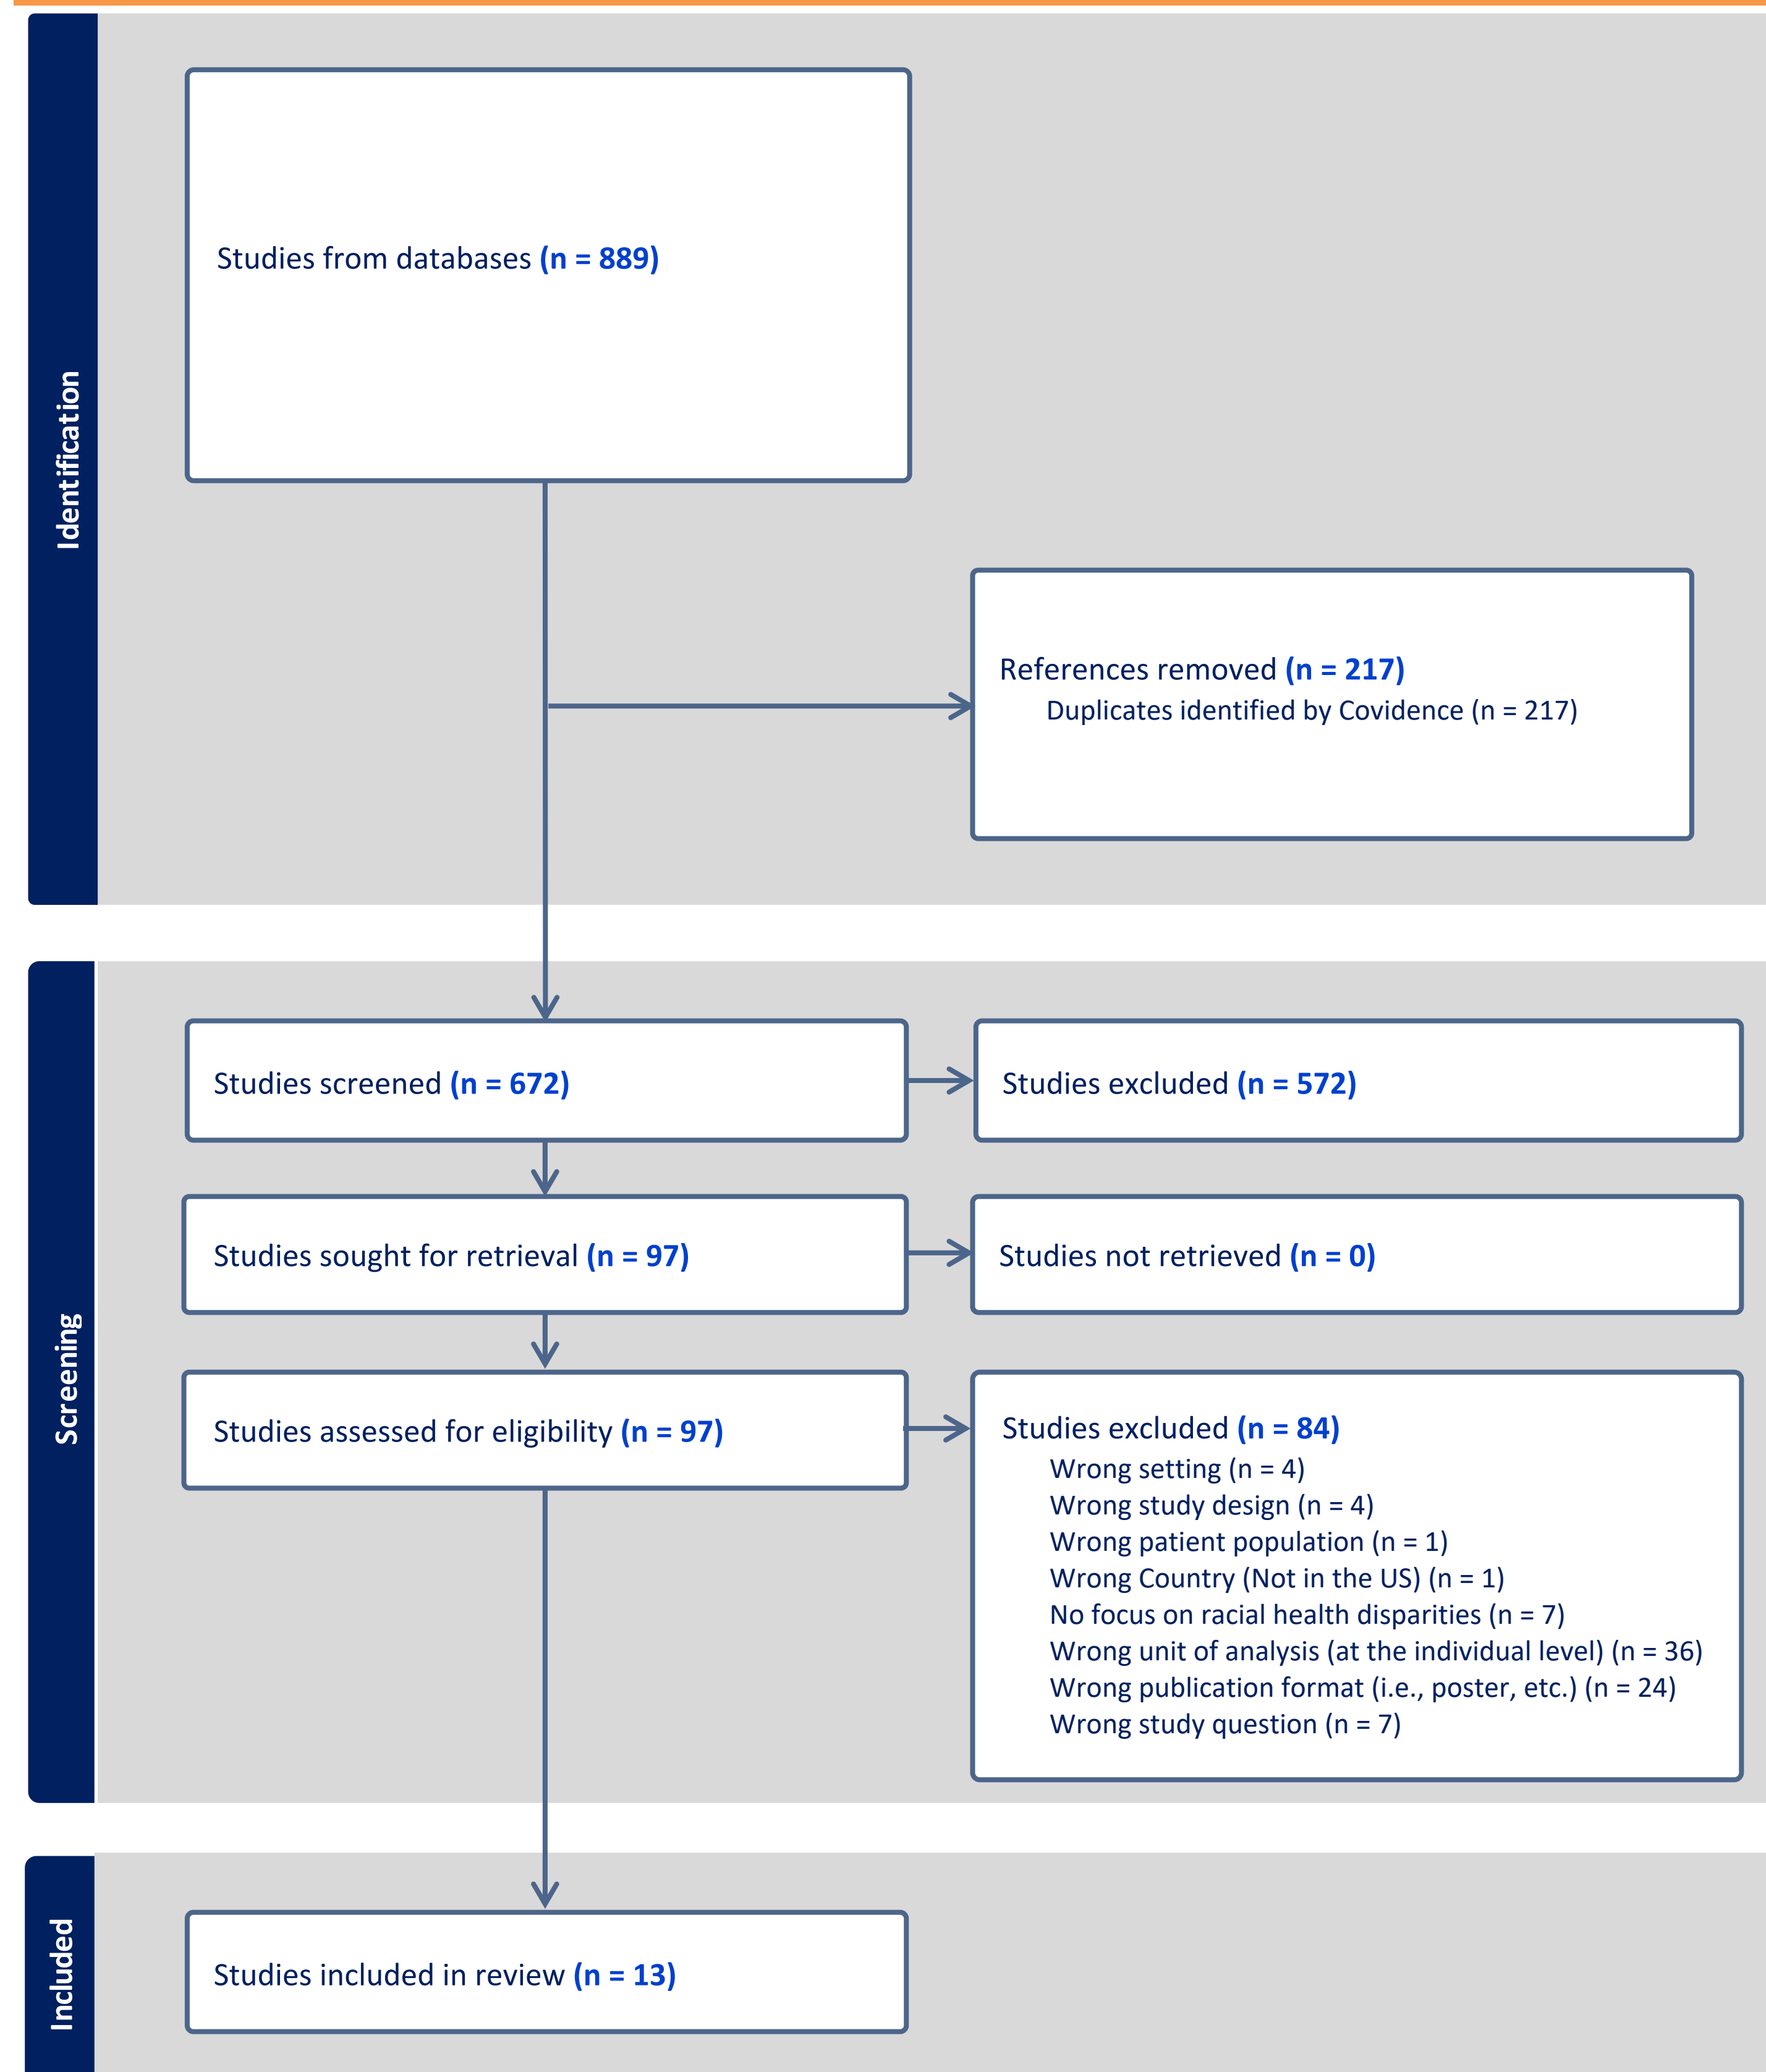 Identification
Studies from databases (n = 889)
References removed (n = 217)
Duplicates identified by Covidence (n = 217)
Screening
Studies screened (n = 672)
Studies excluded (n = 572)
Studies sought for retrieval (n = 97)
Studies not retrieved (n = 0)
Studies assessed for eligibility (n = 97)
Studies excluded (n = 84)
Wrong setting (n = 4)
Wrong study design (n = 4)
Wrong patient population (n = 1)
Wrong Country (Not in the US) (n = 1)
No focus on racial health disparities (n = 7)
Wrong unit of analysis (at the individual level) (n = 36)
Wrong publication format (i.e., poster, etc.) (n = 24)
Wrong study question (n = 7)
Included
Studies included in review (n = 13)